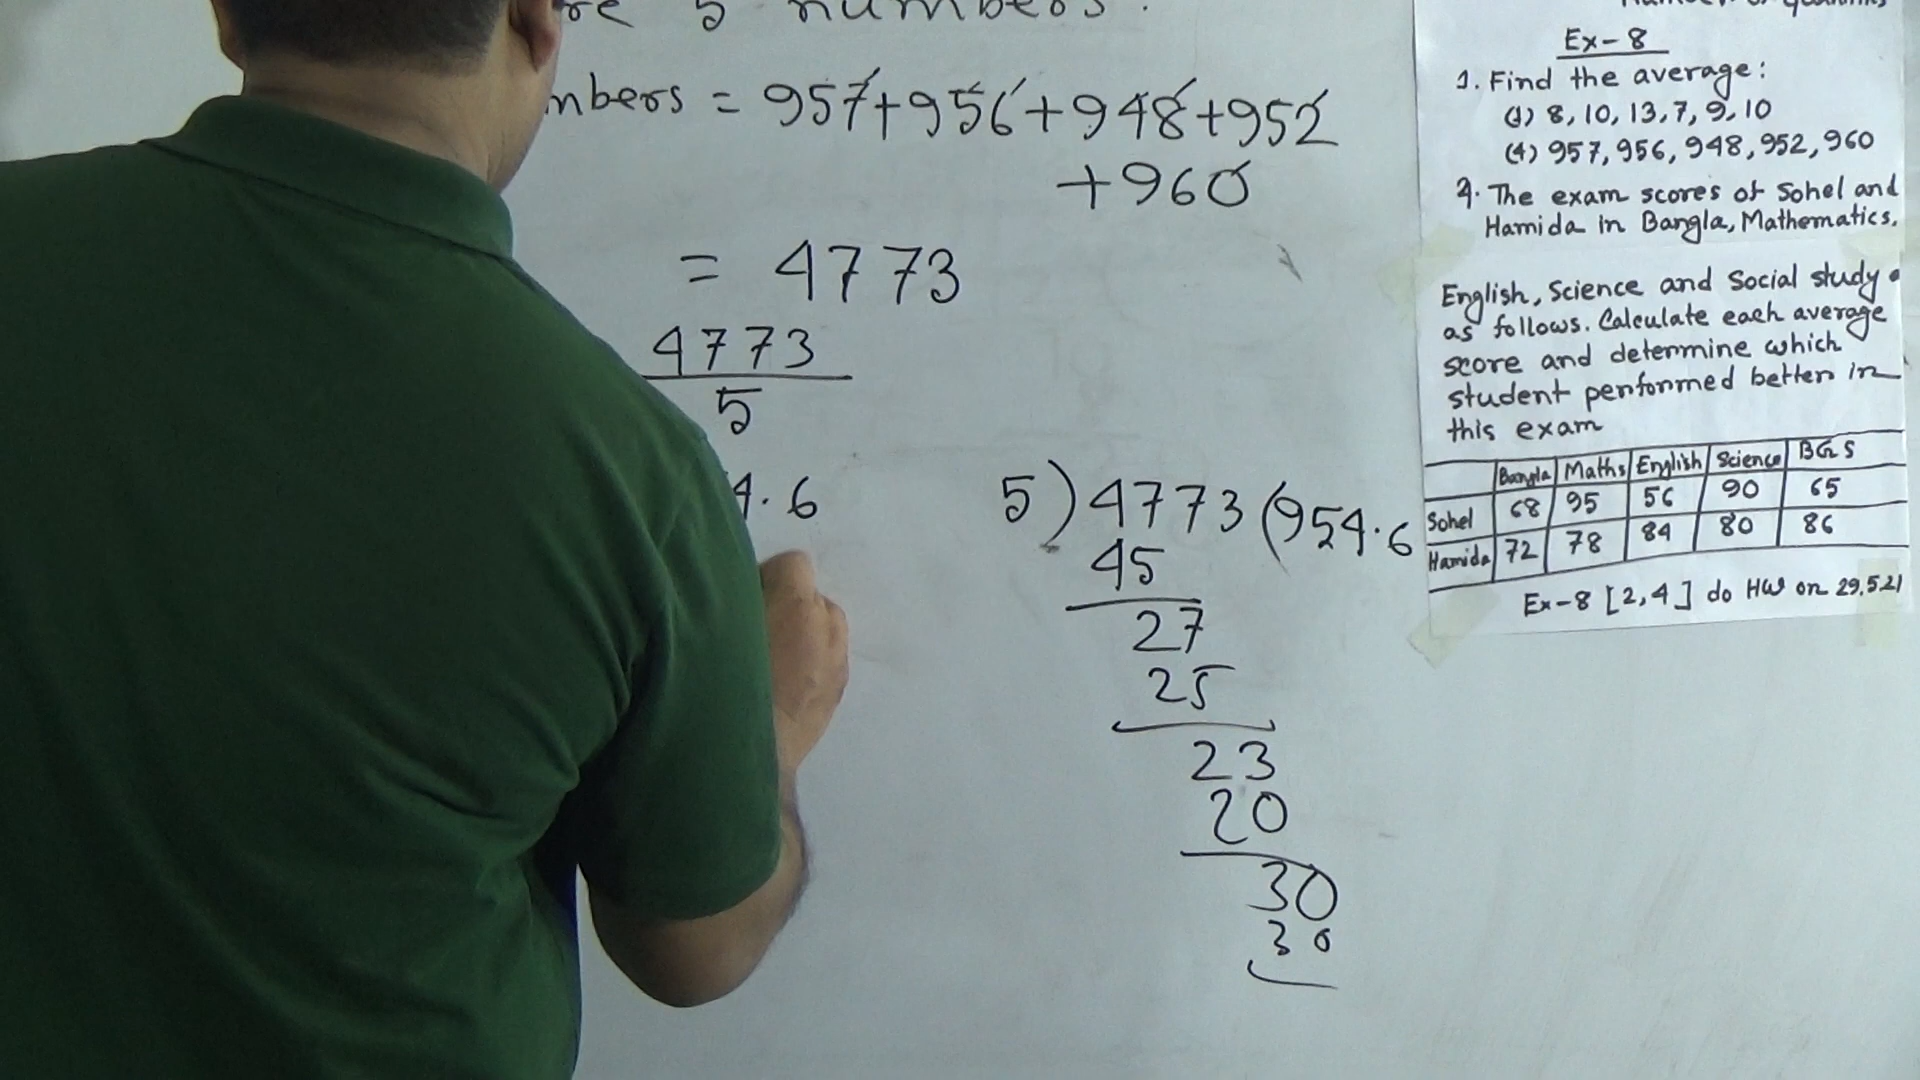 re 5 numbers.
mbers = 957+956+948+952
+960
= 4773
4773
5
4.6
5)4773(954.6
45
27
25
23
20
30
30
Ex-8
1. Find the average:
(1) 8, 10, 13, 7, 9, 10
(4) 957, 956, 948, 952, 960
2. The exam scores of Sohel and
Hamida in Bangla, Mathematics,
English, Science and Social study
as follows. Calculate each average
score and determine which
student performed better in
this exam
Bangla Maths English Science BGS
Sohel 68 95 56 90 65
Hamida 72 78 84 80 86
Ex-8 [2,4] do HW on 29.5.21